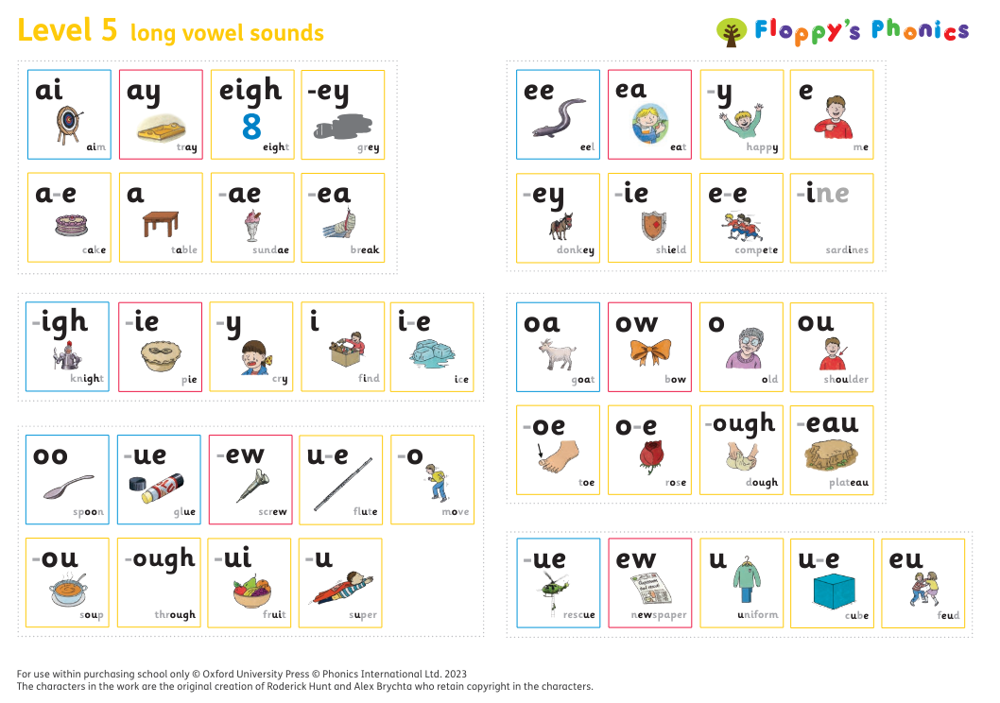 Level 5 long vowel sounds
Floppy's Phonics
ai ay eigh -ey
8
aim tray eight grey
a-e a -ae -ea
cake table sundae break
ee ea -y e
eel eat happy me
-ey -ie e-e -ine
donkey shield compete sardines
-igh -ie -y i i-e
knight pie cry find ice
oa ow o ou
goat bow old shoulder
-oe o-e -ough -eau
toe rose dough plateau
oo -ue -ew u-e -o
spoon glue screw flute move
-ou -ough -ui -u
soup through fruit super
-ue ew u u-e eu
rescue newspaper uniform cube feud
For use within purchasing school only © Oxford University Press © Phonics International Ltd. 2023
The characters in the work are the original creation of Roderick Hunt and Alex Brychta who retain copyright in the characters.